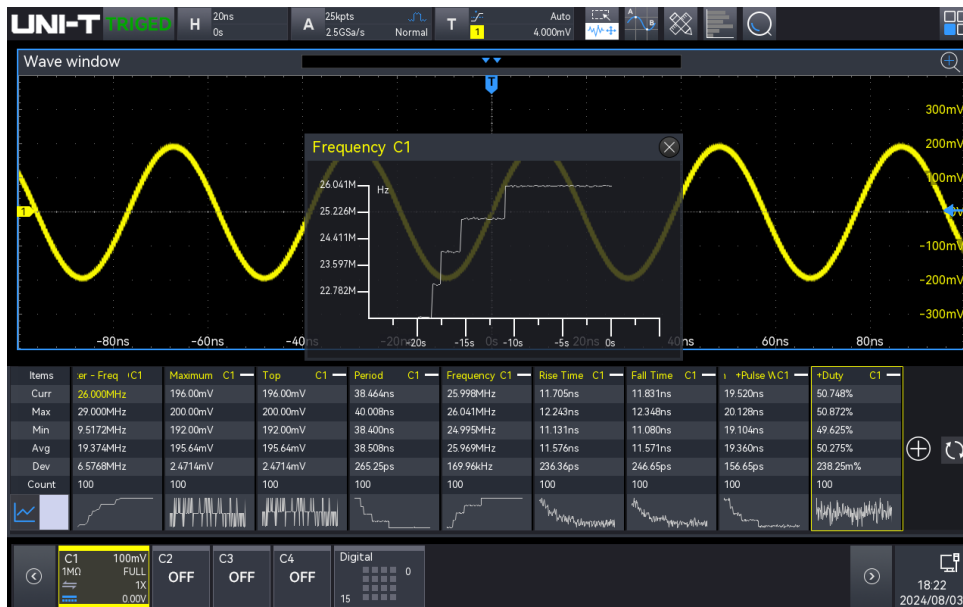 UNI-T TRIGED H 20ns 0s A 25kpts 2.5GSa/s Normal T 1 Auto 4.000mV
Wave window
T
300mV
200mV
100mV
0V
-100mV
-200mV
-300mV
1
-80ns -60ns -40ns -20ns 0s 20ns 40ns 60ns 80ns
Frequency C1
Hz
26.041M
25.226M
24.411M
23.597M
22.782M
-20s -15s -10s -5s 0s
Items er - Freq C1 Maximum C1 Top C1 Period C1 Frequency C1 Rise Time C1 Fall Time C1 +Pulse W C1 +Duty C1
Curr 26.000MHz 196.00mV 196.00mV 38.464ns 25.998MHz 11.705ns 11.831ns 19.520ns 50.748%
Max 29.000MHz 200.00mV 200.00mV 40.008ns 26.041MHz 12.243ns 12.348ns 20.128ns 50.872%
Min 9.5172MHz 192.00mV 192.00mV 38.400ns 24.995MHz 11.131ns 11.080ns 19.104ns 49.625%
Avg 19.374MHz 195.64mV 195.64mV 38.508ns 25.969MHz 11.576ns 11.571ns 19.360ns 50.275%
Dev 6.5768MHz 2.4714mV 2.4714mV 265.25ps 169.96kHz 236.36ps 246.65ps 156.65ps 238.25m%
Count 100 100 100 100 100 100 100 100 100
C1 100mV
1MΩ FULL
1X
0.00V
C2 OFF
C3 OFF
C4 OFF
Digital
0
15
18:22
2024/08/03